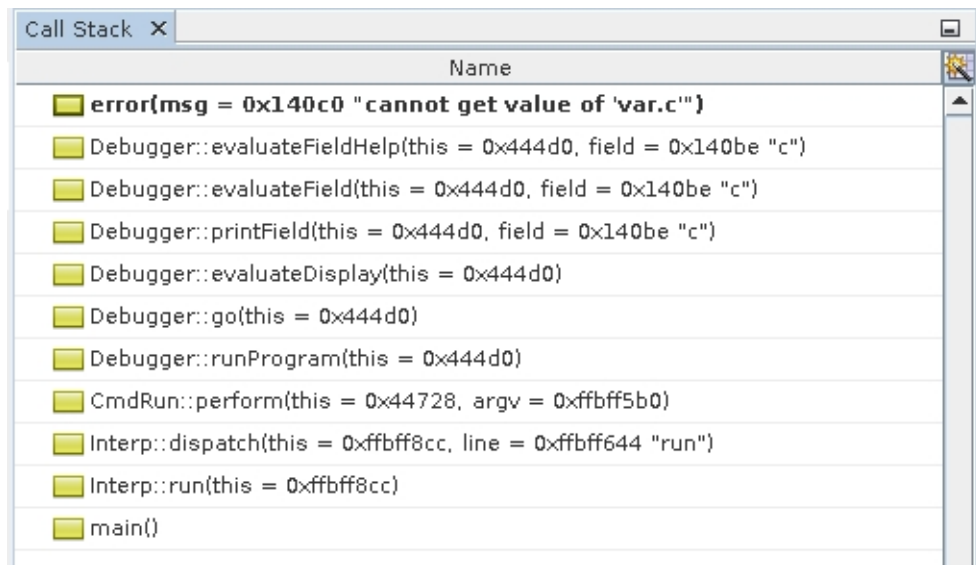 Call Stack
Name
error(msg = 0x140c0 "cannot get value of 'var.c'")
Debugger::evaluateFieldHelp(this = 0x444d0, field = 0x140be "c")
Debugger::evaluateField(this = 0x444d0, field = 0x140be "c")
Debugger::printField(this = 0x444d0, field = 0x140be "c")
Debugger::evaluateDisplay(this = 0x444d0)
Debugger::go(this = 0x444d0)
Debugger::runProgram(this = 0x444d0)
CmdRun::perform(this = 0x44728, argv = 0xffbff5b0)
Interp::dispatch(this = 0xffbff8cc, line = 0xffbff644 "run")
Interp::run(this = 0xffbff8cc)
main()